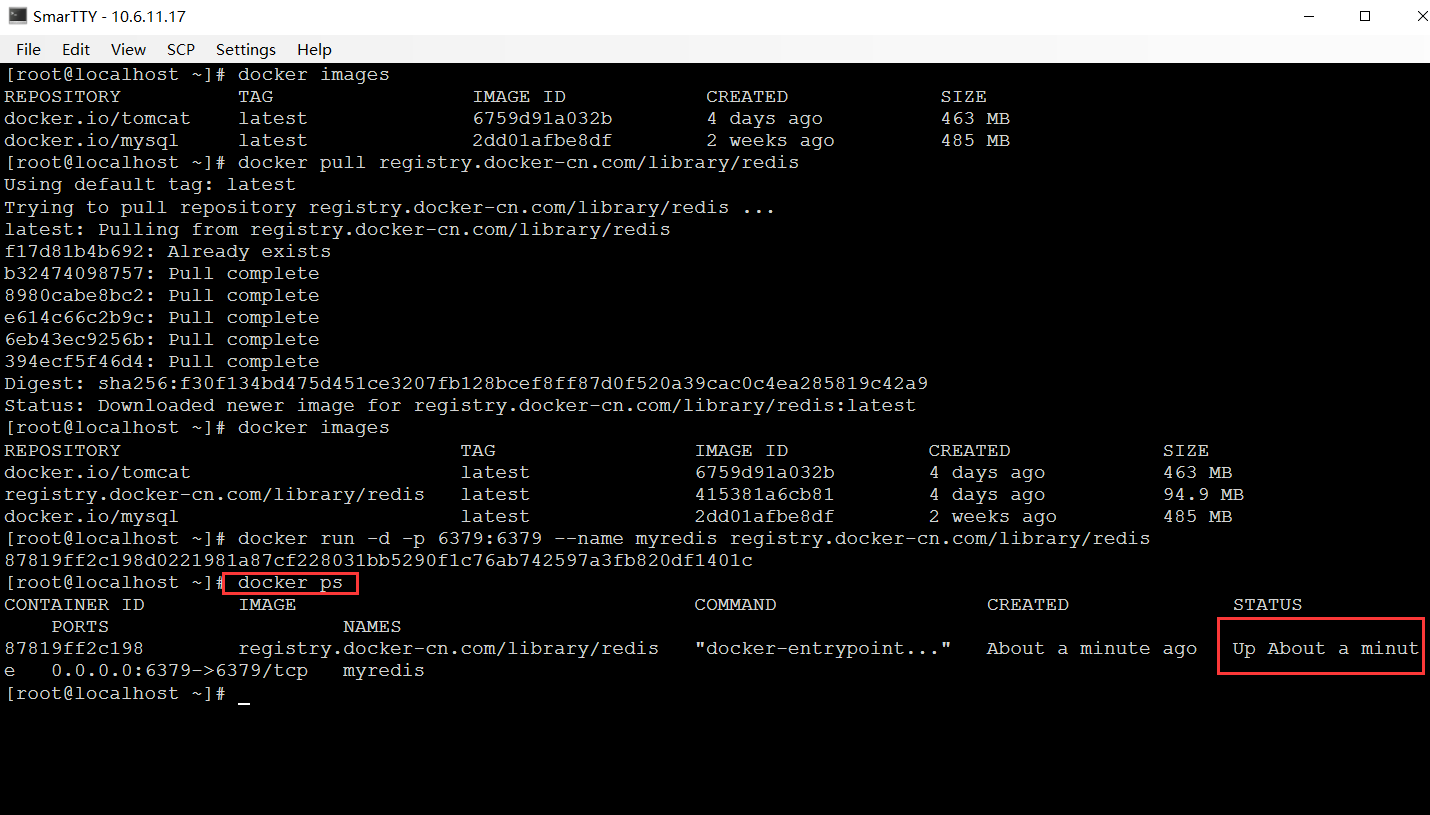 SmarTTY - 10.6.11.17
File Edit View SCP Settings Help
[root@localhost ~]# docker images
REPOSITORY TAG IMAGE ID CREATED SIZE
docker.io/tomcat latest 6759d91a032b 4 days ago 463 MB
docker.io/mysql latest 2dd01afbe8df 2 weeks ago 485 MB
[root@localhost ~]# docker pull registry.docker-cn.com/library/redis
Using default tag: latest
Trying to pull repository registry.docker-cn.com/library/redis ...
latest: Pulling from registry.docker-cn.com/library/redis
f17d81b4b692: Already exists
b32474098757: Pull complete
8980cabe8bc2: Pull complete
e614c66c2b9c: Pull complete
6eb43ec9256b: Pull complete
394ecf5f46d4: Pull complete
Digest: sha256:f30f134bd475d451ce3207fb128bcef8ff87d0f520a39cac0c4ea285819c42a9
Status: Downloaded newer image for registry.docker-cn.com/library/redis:latest
[root@localhost ~]# docker images
REPOSITORY TAG IMAGE ID CREATED SIZE
docker.io/tomcat latest 6759d91a032b 4 days ago 463 MB
registry.docker-cn.com/library/redis latest 415381a6cb81 4 days ago 94.9 MB
docker.io/mysql latest 2dd01afbe8df 2 weeks ago 485 MB
[root@localhost ~]# docker run -d -p 6379:6379 --name myredis registry.docker-cn.com/library/redis
87819ff2c198d0221981a87cf228031bb5290f1c76ab742597a3fb820df1401c
[root@localhost ~]# docker ps
CONTAINER ID IMAGE COMMAND CREATED STATUS
PORTS NAMES
87819ff2c198 registry.docker-cn.com/library/redis "docker-entrypoint..." About a minute ago Up About a minut
e 0.0.0.0:6379->6379/tcp myredis
[root@localhost ~]#